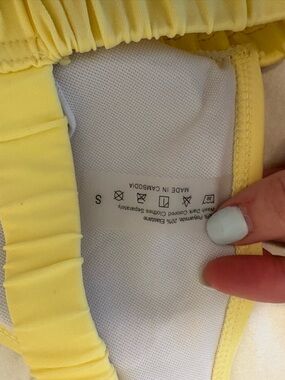 % Polyamide, 20% Elastane
Wash Dark Colored Clothes Separately
S
MADE IN CAMBODIA